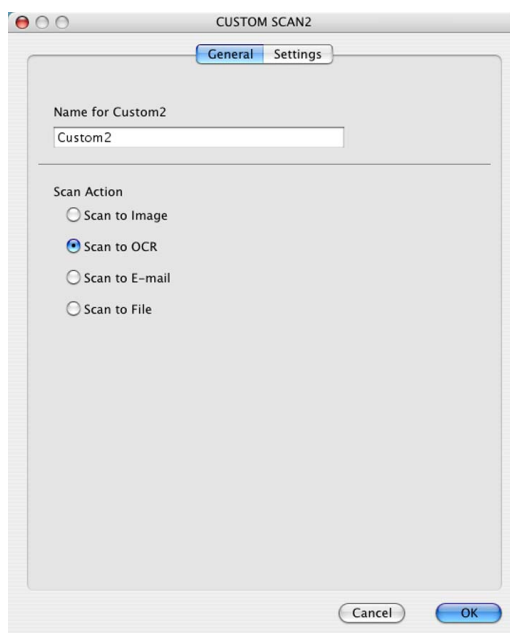 CUSTOM SCAN2
General Settings
Name for Custom2
Custom2
Scan Action
Scan to Image
Scan to OCR
Scan to E-mail
Scan to File
Cancel OK